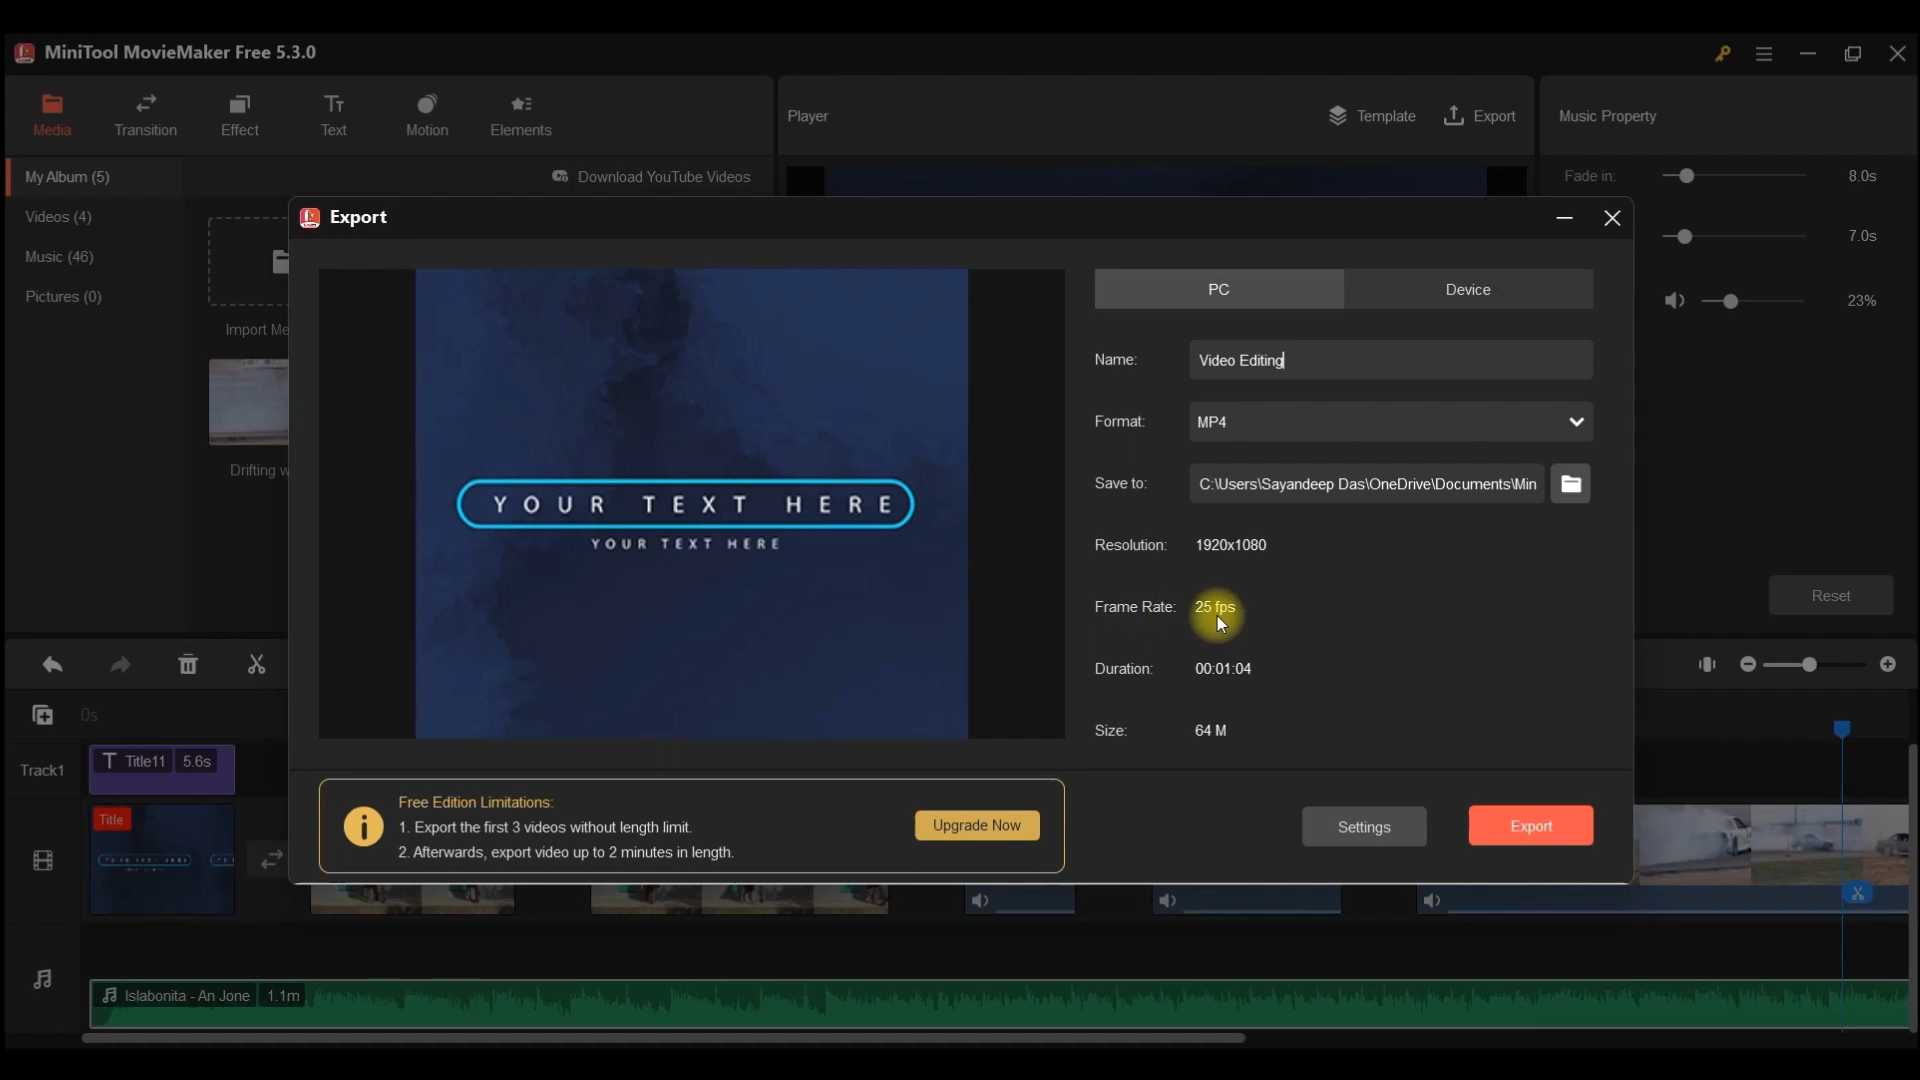 MiniTool MovieMaker Free 5.3.0
Media
Transition
Effect
Text
Motion
Elements
Player
Template
Export
Music Property
My Album (5)
Download YouTube Videos
Fade in:
8.0s
Videos (4)
Export
7.0s
Music (46)
PC
Device
Pictures (0)
23%
Import Me
Name:
Video Editing
Format:
MP4
Drifting w
Save to:
C:\Users\Sayandeep Das\OneDrive\Documents\Min
YOUR TEXT HERE
YOUR TEXT HERE
Resolution:
1920x1080
Reset
Frame Rate:
25 fps
Duration:
00:01:04
0s
Size:
64 M
Track1
Title11
5.6s
Title
Free Edition Limitations:
1. Export the first 3 videos without length limit.
2. Afterwards, export video up to 2 minutes in length.
Upgrade Now
Settings
Export
Islabonita - An Jone
1.1m